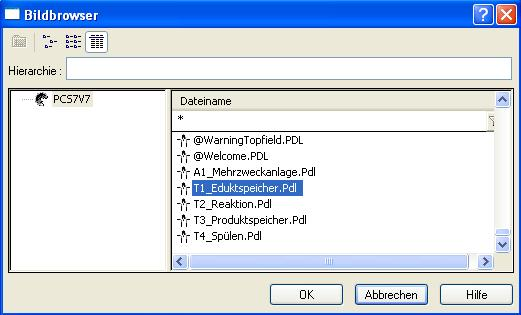 Bildbrowser
Hierarchie :
PCS7V7
Dateiname
*
@WarningTopfield.PDL
@Welcome.PDL
A1_Mehrzweckanlage.Pdl
T1_Eduktspeicher.Pdl
T2_Reaktion.Pdl
T3_Produktspeicher.Pdl
T4_Spülen.Pdl
OK Abbrechen Hilfe